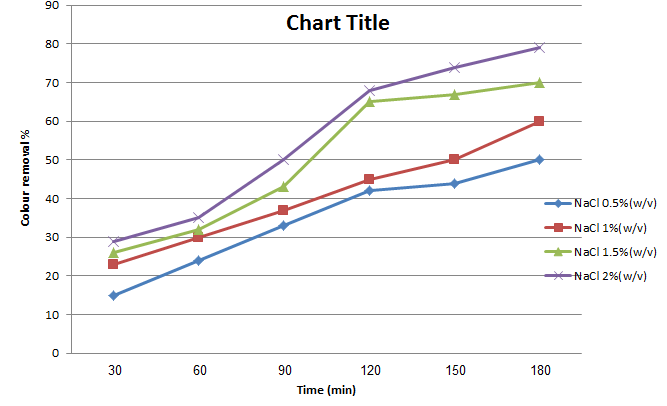 Chart Title
90
80
70
60
50
40
30
20
10
0
Colour removal%
30 60 90 120 150 180
Time (min)
NaCl 0.5%(w/v)
NaCl 1%(w/v)
NaCl 1.5%(w/v)
NaCl 2%(w/v)